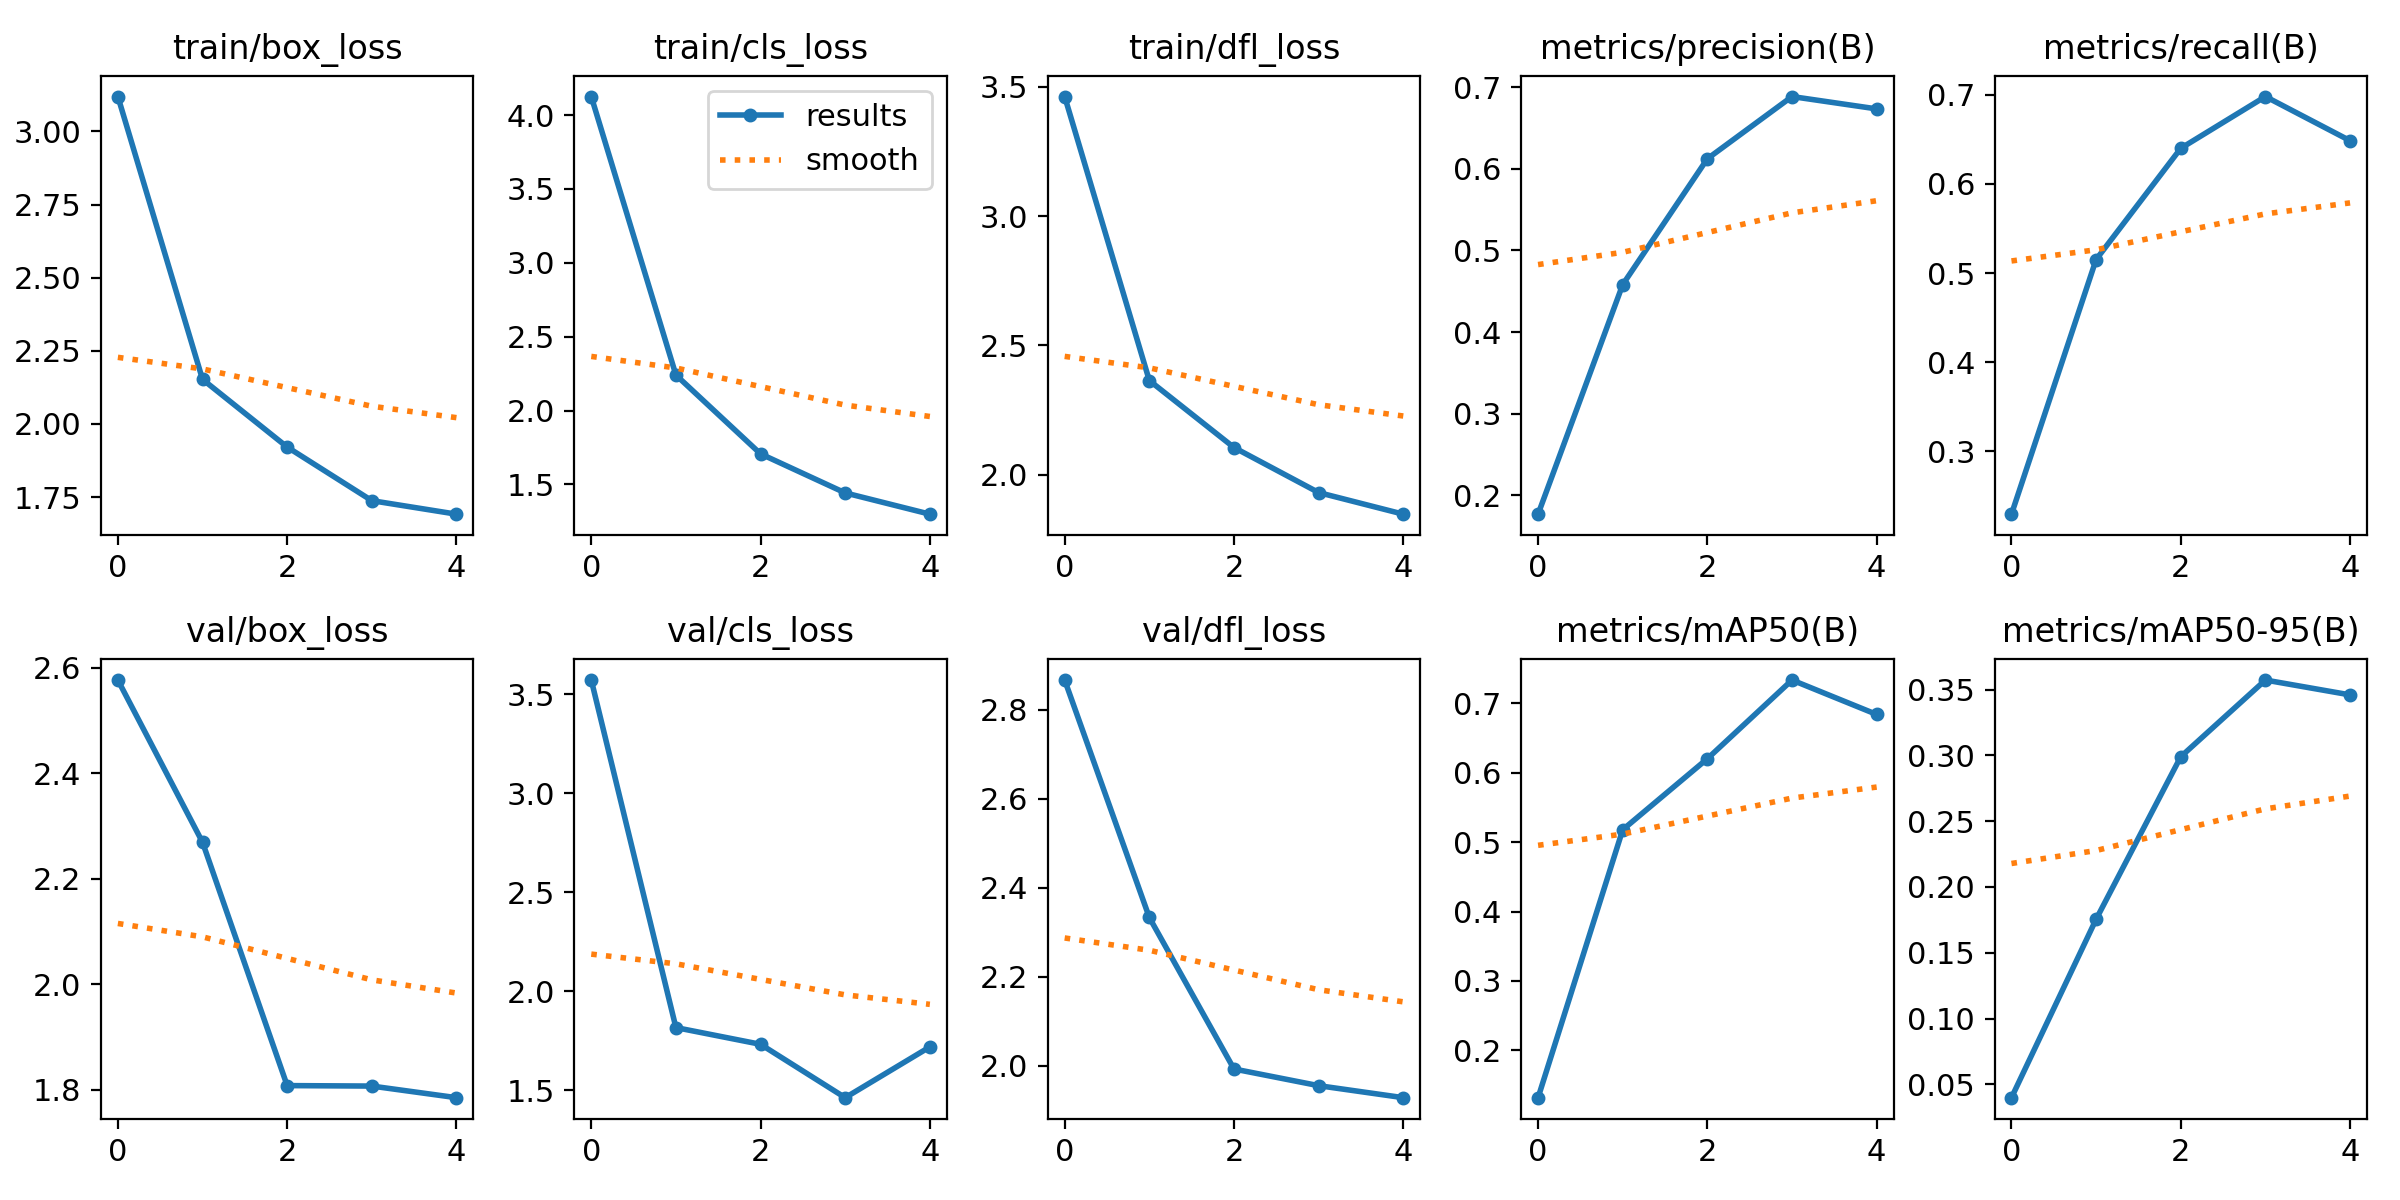 train/box_loss
3.00
2.75
2.50
2.25
2.00
1.75
0 2 4
train/cls_loss
results
smooth
4.0
3.5
3.0
2.5
2.0
1.5
0 2 4
train/dfl_loss
3.5
3.0
2.5
2.0
0 2 4
metrics/precision(B)
0.7
0.6
0.5
0.4
0.3
0.2
0 2 4
metrics/recall(B)
0.7
0.6
0.5
0.4
0.3
0 2 4
val/box_loss
2.6
2.4
2.2
2.0
1.8
0 2 4
val/cls_loss
3.5
3.0
2.5
2.0
1.5
0 2 4
val/dfl_loss
2.8
2.6
2.4
2.2
2.0
0 2 4
metrics/mAP50(B)
0.7
0.6
0.5
0.4
0.3
0.2
0 2 4
metrics/mAP50-95(B)
0.35
0.30
0.25
0.20
0.15
0.10
0.05
0 2 4